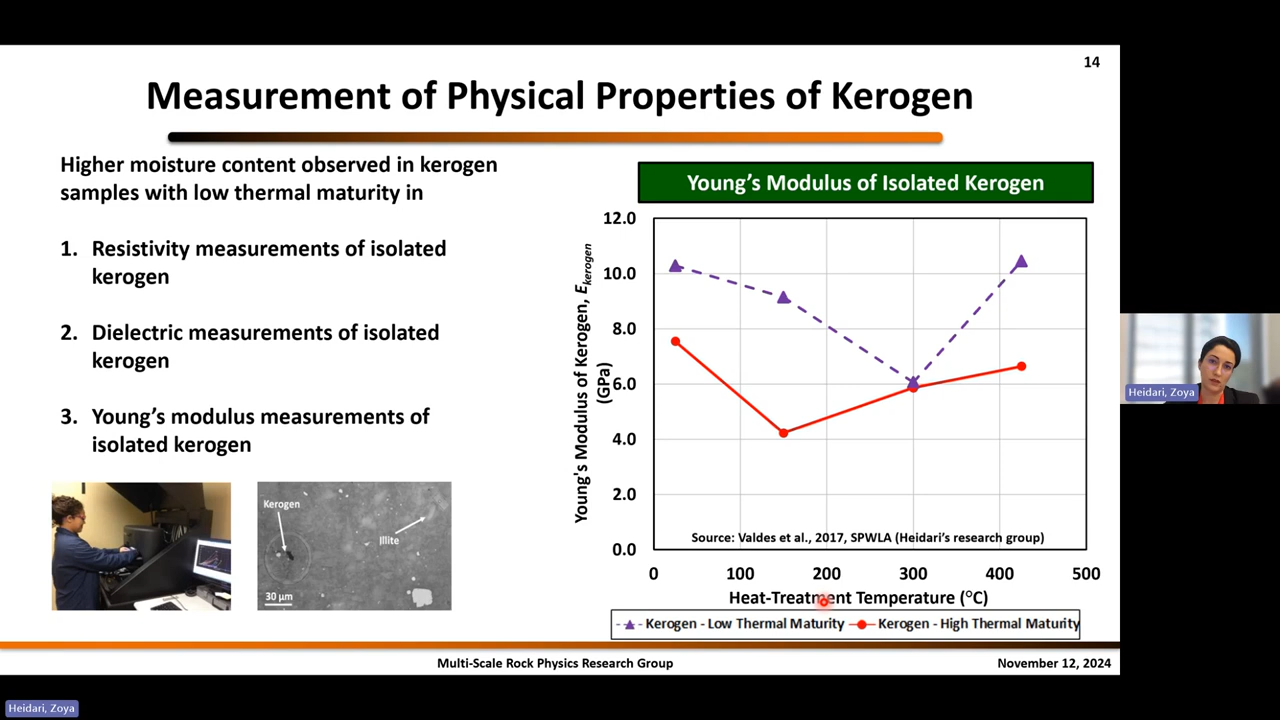 14
Measurement of Physical Properties of Kerogen
Higher moisture content observed in kerogen
samples with low thermal maturity in
1. Resistivity measurements of isolated
kerogen
2. Dielectric measurements of isolated
kerogen
3. Young's modulus measurements of
isolated kerogen
Kerogen
Illite
30 µm
Young's Modulus of Isolated Kerogen
Young's Modulus of Kerogen, Ekerogen
(GPa)
12.0
10.0
8.0
6.0
4.0
2.0
0.0
Source: Valdes et al., 2017, SPWLA (Heidari's research group)
0 100 200 300 400 500
Heat-Treatment Temperature (°C)
Kerogen - Low Thermal Maturity Kerogen - High Thermal Maturity
Multi-Scale Rock Physics Research Group
November 12, 2024
Heidari, Zoya
Heidari, Zoya